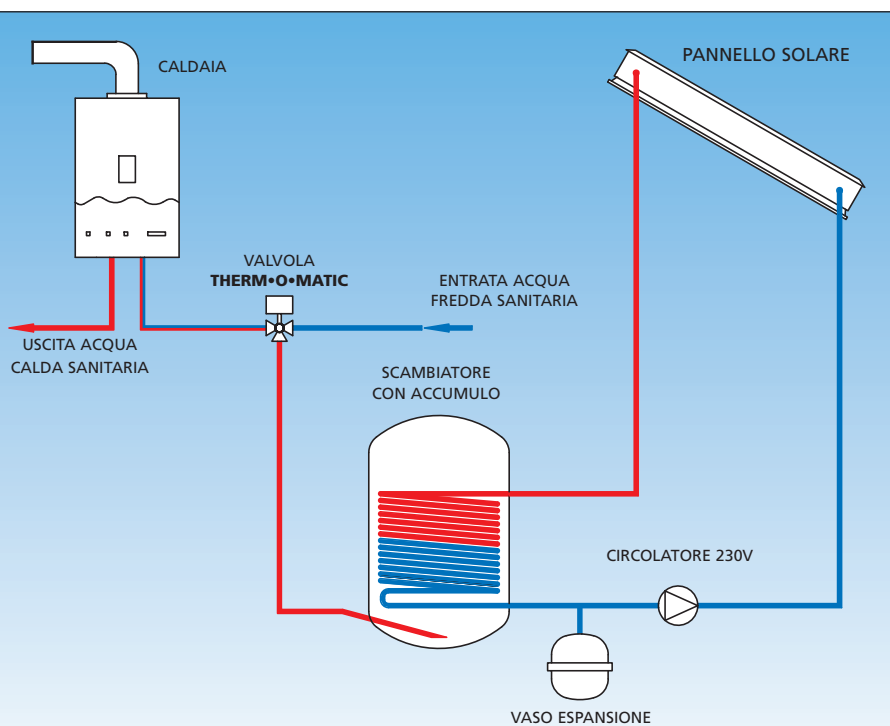 CALDAIA
PANNELLO SOLARE
VALVOLA
THERM•O•MATIC
ENTRATA ACQUA
FREDDA SANITARIA
USCITA ACQUA
CALDA SANITARIA
SCAMBIATORE
CON ACCUMULO
CIRCOLATORE 230V
VASO ESPANSIONE